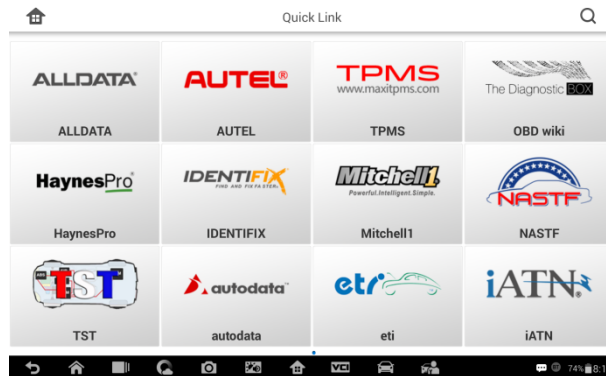 Quick Link
ALLDATA®
AUTEL®
TPMS
www.maxitpms.com
The Diagnostic BOX
ALLDATA
AUTEL
TPMS
OBD wiki
HaynesPro
IDENTIFIX
FIND AND FIX FASTER.
Mitchell1
Powerful.Intelligent.Simple.
NASTF
HaynesPro
IDENTIFIX
Mitchell1
NASTF
TST
autodata
eti
iATN
TST
autodata
eti
iATN
VCI
74%